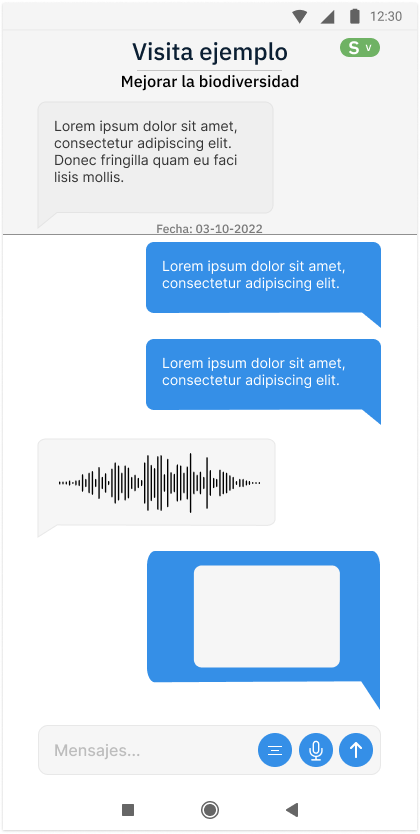 12:30
Visita ejemplo
S v
Mejorar la biodiversidad
Lorem ipsum dolor sit amet,
consectetur adipiscing elit.
Donec fringilla quam eu faci
lisis mollis.
Fecha: 03-10-2022
Lorem ipsum dolor sit amet,
consectetur adipiscing elit.
Lorem ipsum dolor sit amet,
consectetur adipiscing elit.
Mensajes...